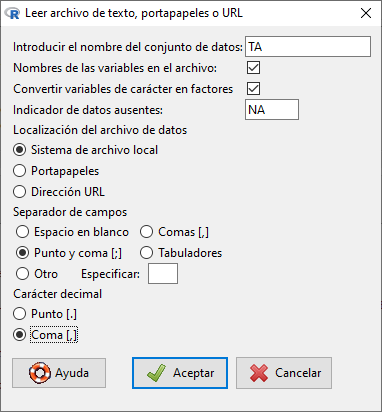 Leer archivo de texto, portapapeles o URL
Introducir el nombre del conjunto de datos: TA
Nombres de las variables en el archivo:
Convertir variables de carácter en factores
Indicador de datos ausentes: NA
Localización del archivo de datos
Sistema de archivo local
Portapapeles
Dirección URL
Separador de campos
Espacio en blanco Comas [,]
Punto y coma [;] Tabuladores
Otro Especificar:
Carácter decimal
Punto [.]
Coma [,]
Ayuda Aceptar Cancelar